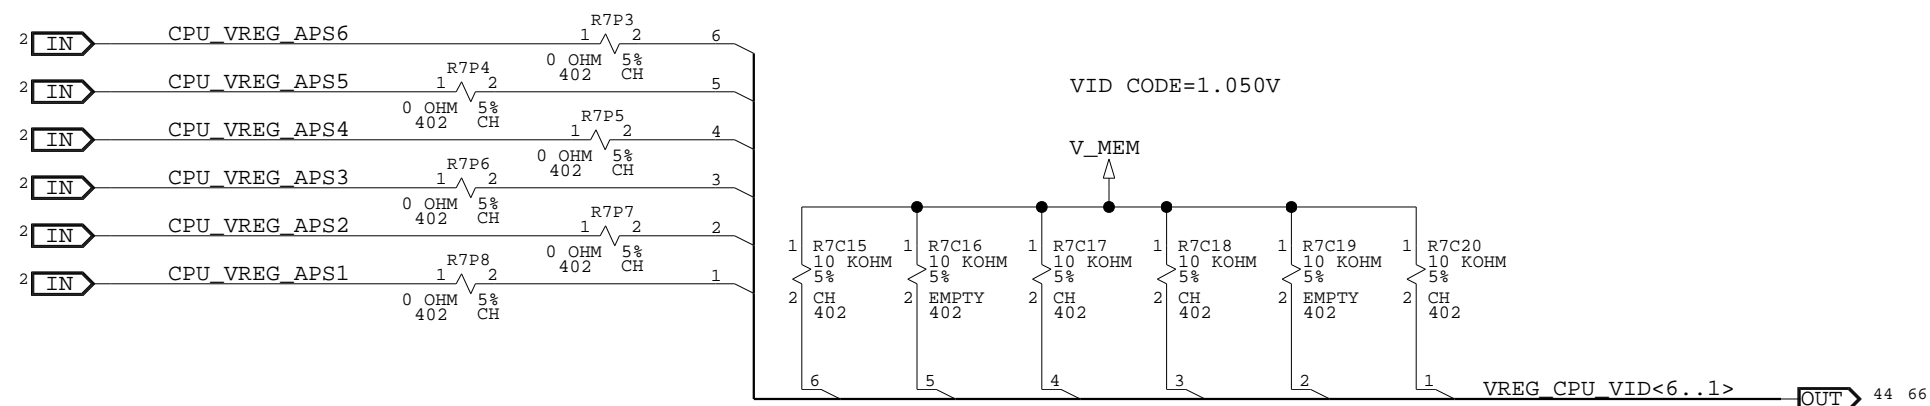 R7P3
2 IN CPU_VREG_APS6 1 2 6
0 OHM 5%
402 CH
R7P4
2 IN CPU_VREG_APS5 1 2 5
0 OHM 5%
402 CH
R7P5
2 IN CPU_VREG_APS4 1 2 4
0 OHM 5%
402 CH
R7P6
2 IN CPU_VREG_APS3 1 2 3
0 OHM 5%
402 CH
R7P7
2 IN CPU_VREG_APS2 1 2 2
0 OHM 5%
402 CH
R7P8
2 IN CPU_VREG_APS1 1 2 1
0 OHM 5%
402 CH
VID CODE=1.050V
V_MEM
1 R7C15
10 KOHM
5%
2 CH
402
6
1 R7C16
10 KOHM
5%
2 EMPTY
402
5
1 R7C17
10 KOHM
5%
2 CH
402
4
1 R7C18
10 KOHM
5%
2 CH
402
3
1 R7C19
10 KOHM
5%
2 EMPTY
402
2
1 R7C20
10 KOHM
5%
2 CH
402
1
VREG_CPU_VID<6..1>
OUT 44 66